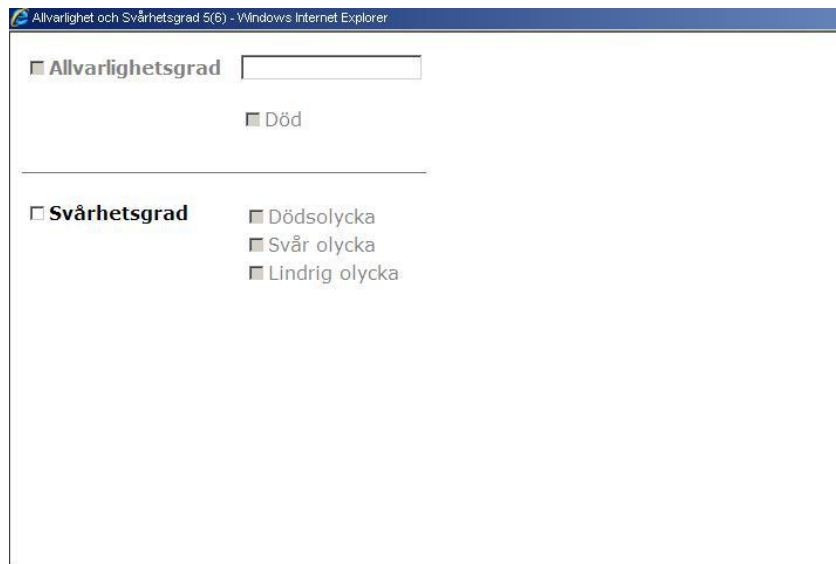 Allvarlighet och Svårhetsgrad 5(6) - Windows Internet Explorer
Allvarlighetsgrad
Död
Svårhetsgrad
Dödsolycka
Svår olycka
Lindrig olycka